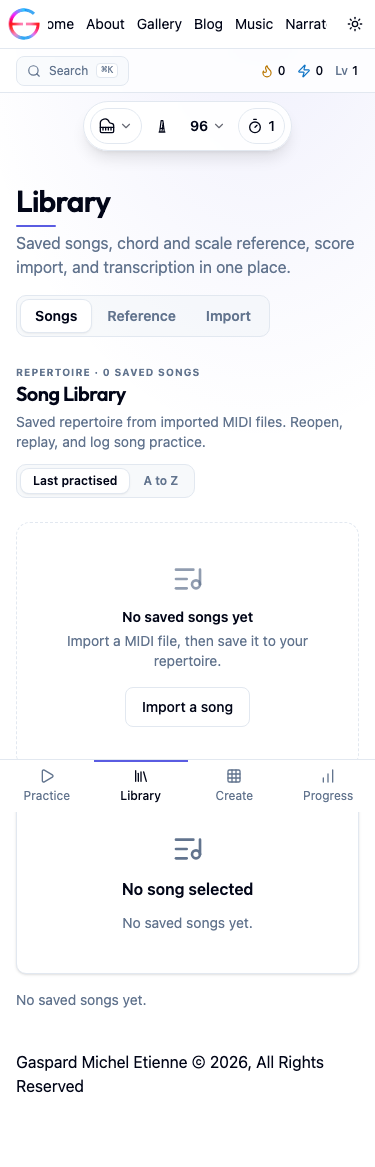 ome About Gallery Blog Music Narrat
Search ⌘K 0 0 Lv 1
96 1
Library
Saved songs, chord and scale reference, score
import, and transcription in one place.
Songs Reference Import
REPERTOIRE · 0 SAVED SONGS
Song Library
Saved repertoire from imported MIDI files. Reopen,
replay, and log song practice.
Last practised A to Z
No saved songs yet
Import a MIDI file, then save it to your
repertoire.
Import a song
Practice Library Create Progress
No song selected
No saved songs yet.
No saved songs yet.
Gaspard Michel Etienne © 2026, All Rights
Reserved